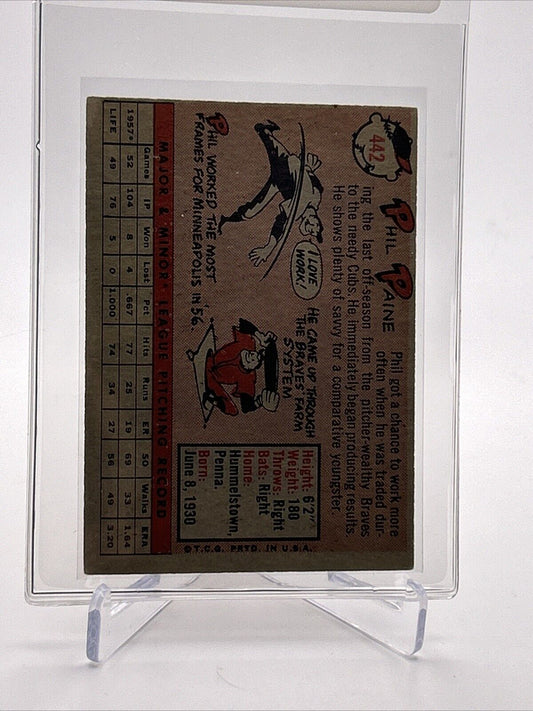 442
PHIL PAINE
Phil got a chance to work more
often when he was traded dur-
ing the last off-season from the pitcher-wealthy Braves
to the needy Cubs. He immediately began producing results.
He shows plenty of savvy for a comparative youngster.
I LOVE
WORK!
PHIL WORKED THE MOST
FRAMES FOR MINNEAPOLIS IN 56.
HE CAME UP THROUGH
THE BRAVES FARM
SYSTEM
Height: 6'2"
Weight: 180
Throws: Right
Bats: Right
Home:
Hummelstown,
Penna.
Born:
June 8, 1930
MAJOR & MINOR LEAGUE PITCHING RECORD
Games IP Won Lost Pct Hits Runs ER SO Walks ERA
1957* 52 104 8 4 .667 77 25 19 69 33 1.64
LIFE 49 76 5 0 1.000 74 34 27 56 49 3.20
© T.C.G. PRTD. IN U.S.A.